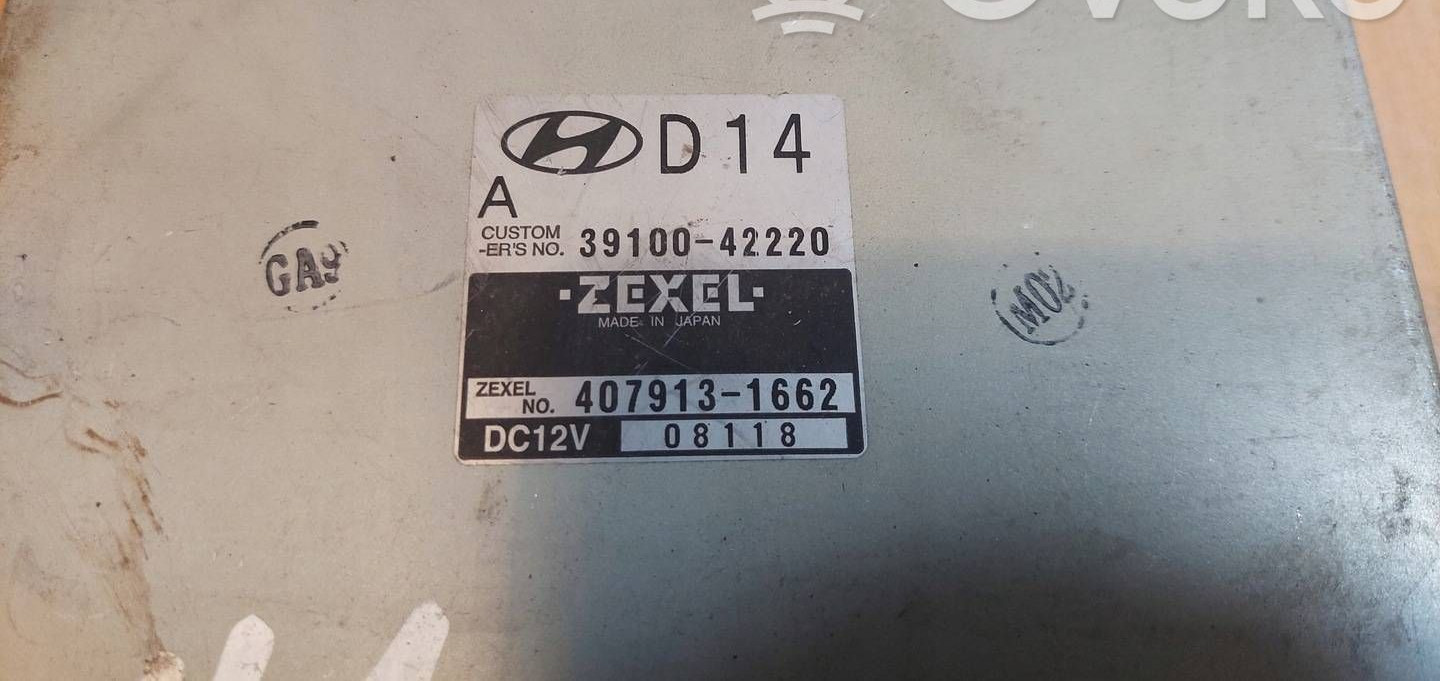 D14
A
CUSTOM
-ER'S NO. 39100-42220
·ZEXEL·
MADE IN JAPAN
ZEXEL
NO. 407913-1662
DC12V 08118
GA9
M02